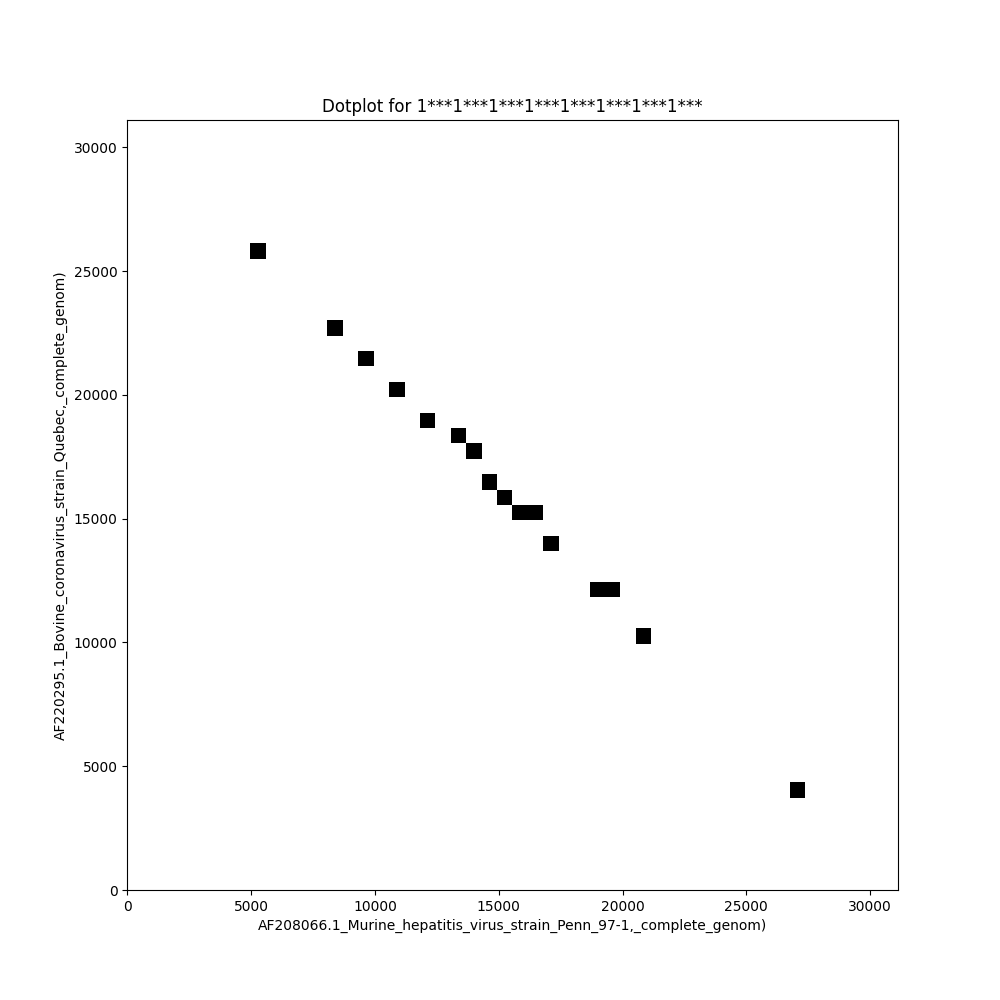 Dotplot for 1***1***1***1***1***1***1***1***
30000
25000
20000
15000
10000
5000
0
AF220295.1_Bovine_coronavirus_strain_Quebec,_complete_genom)
0 5000 10000 15000 20000 25000 30000
AF208066.1_Murine_hepatitis_virus_strain_Penn_97-1,_complete_genom)